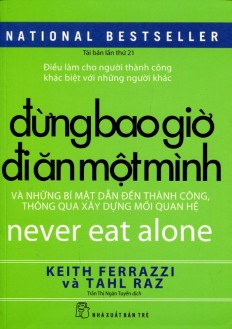 NATIONAL BESTSELLER
Tái bản lần thứ 21
Điều làm cho người thành công
khác biệt với những người khác
đừng bao giờ
đi ăn một mình
VÀ NHỮNG BÍ MẬT DẪN ĐẾN THÀNH CÔNG,
THÔNG QUA XÂY DỰNG MỐI QUAN HỆ
never eat alone
KEITH FERRAZZI
và TAHL RAZ
Trần Thị Ngân Tuyến dịch
NHÀ XUẤT BẢN TRẺ